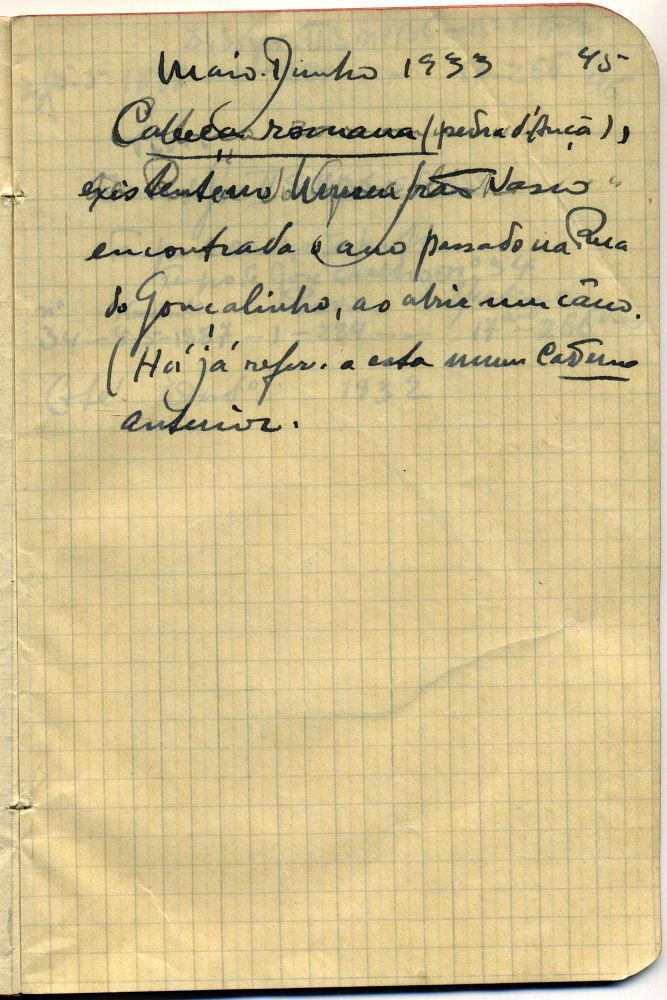 Maio-Junho 1933 45
Cabeça romana (pedra d'Ançã),
existente no Museu Grão Vasco
encontrada o ano passado na Rua
do Gonçalinho, ao abrir um cano.
(Há já refer. a esta num Caderno
anterior.